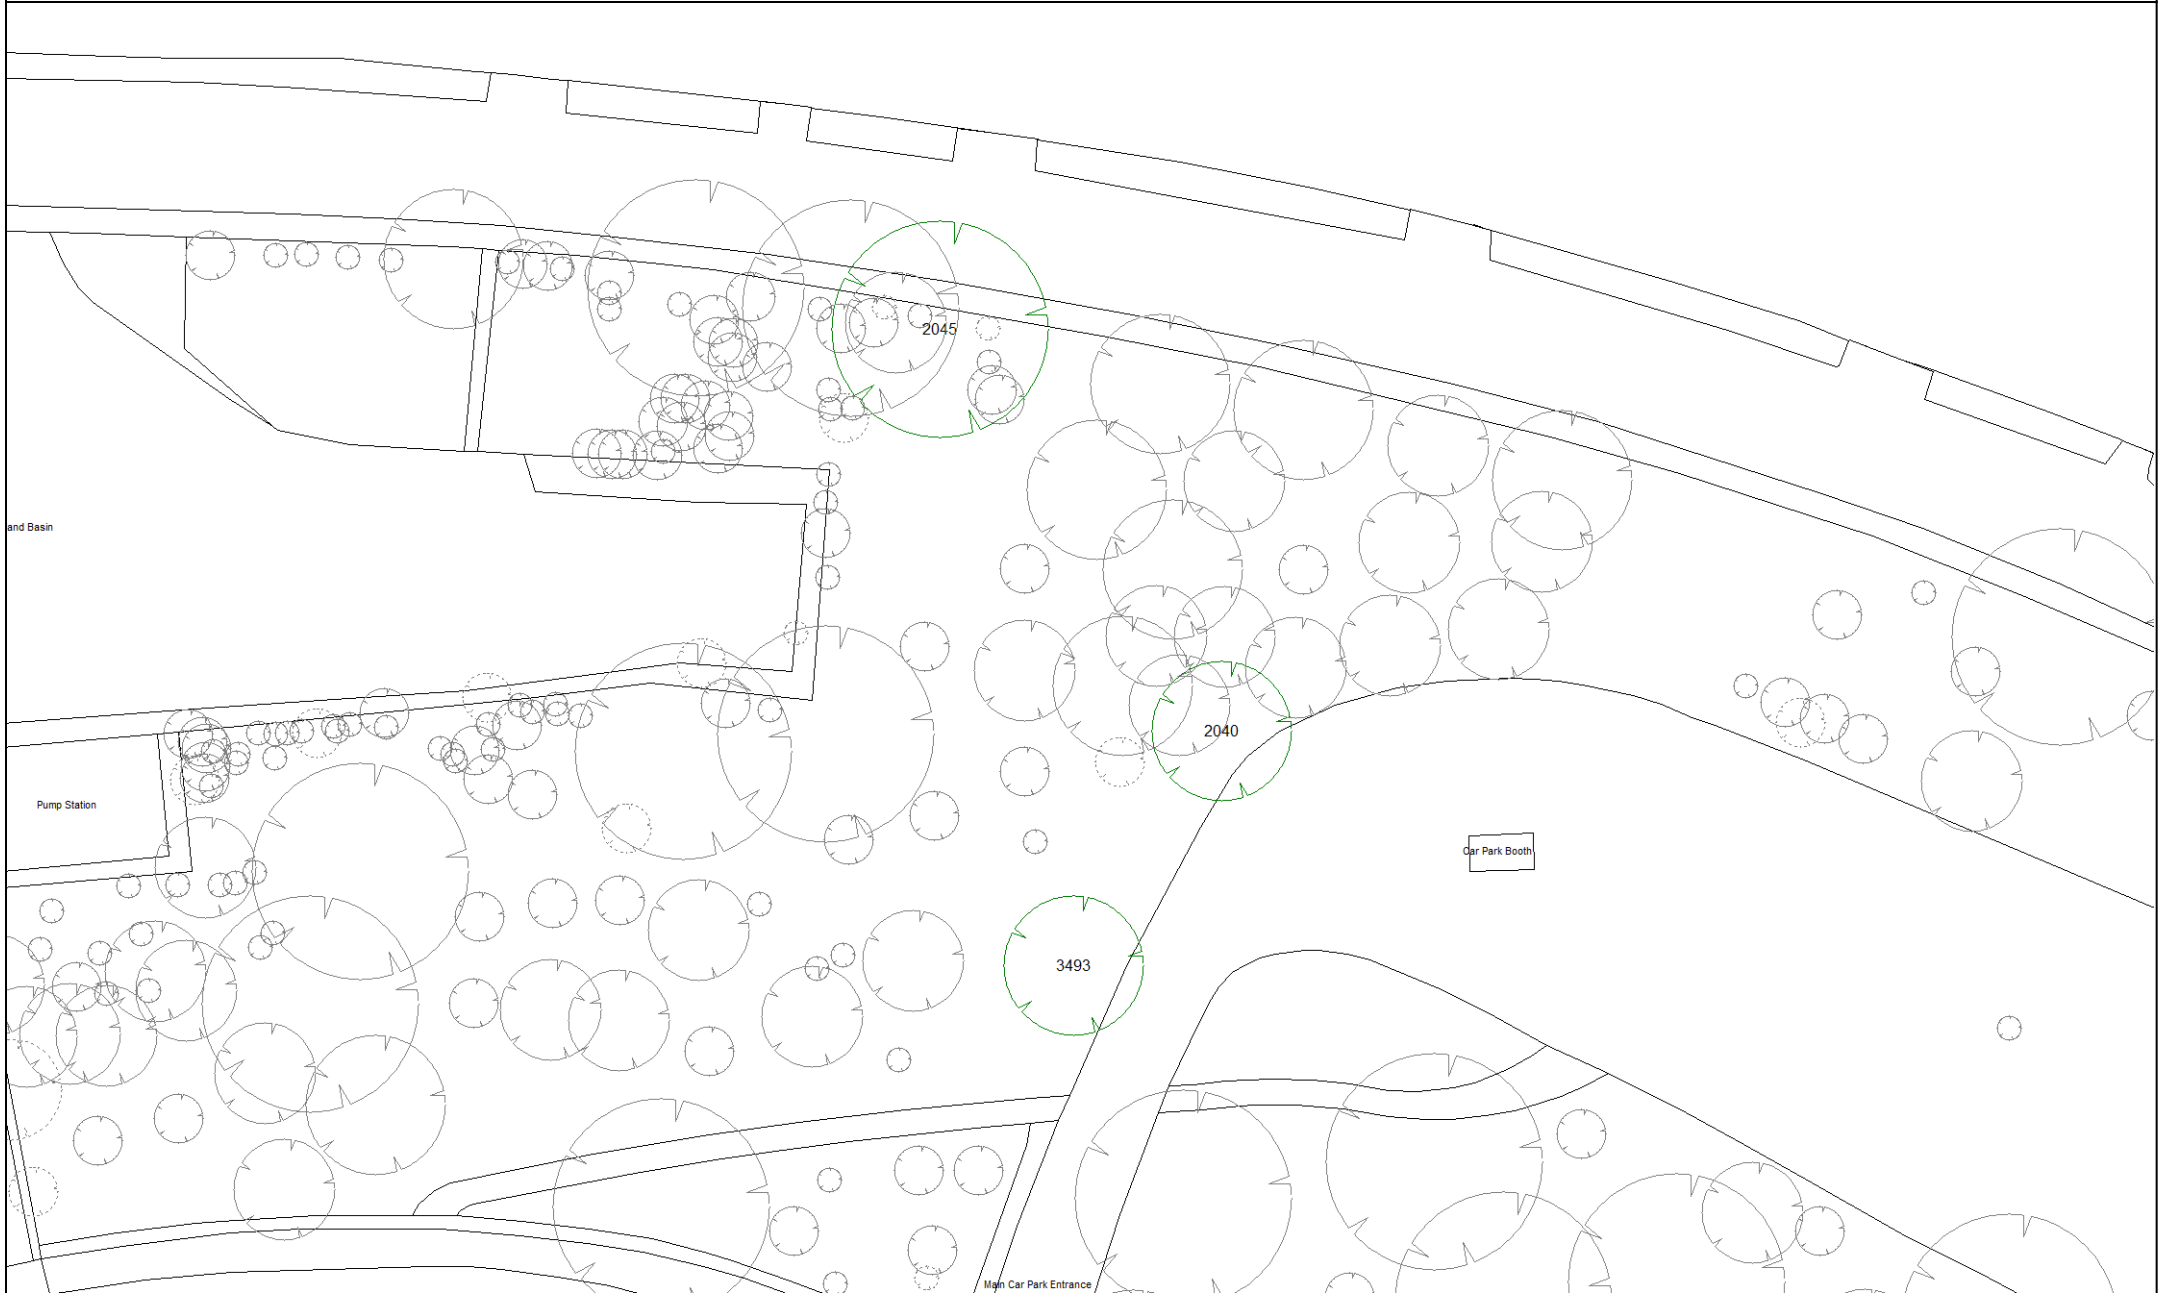 2045
and Basin
2040
Pump Station
Car Park Booth
3493
Main Car Park Entrance